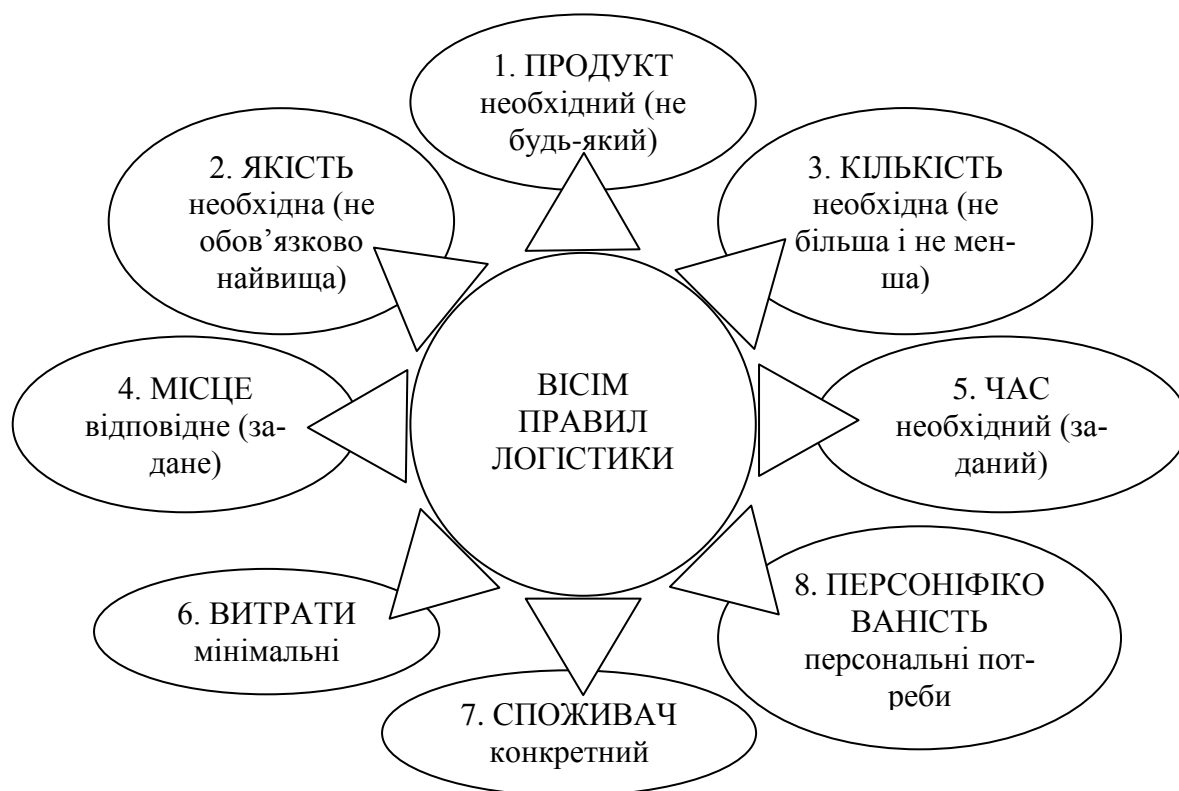 1. ПРОДУКТ
необхідний (не
будь-який)
2. ЯКІСТЬ
необхідна (не
обов’язково
найвища)
3. КІЛЬКІСТЬ
необхідна (не
більша і не мен-
ша)
4. МІСЦЕ
відповідне (за-
дане)
ВІСІМ
ПРАВИЛ
ЛОГІСТИКИ
5. ЧАС
необхідний (за-
даний)
6. ВИТРАТИ
мінімальні
7. СПОЖИВАЧ
конкретний
8. ПЕРСОНІФІКО
ВАНІСТЬ
персональні пот-
реби